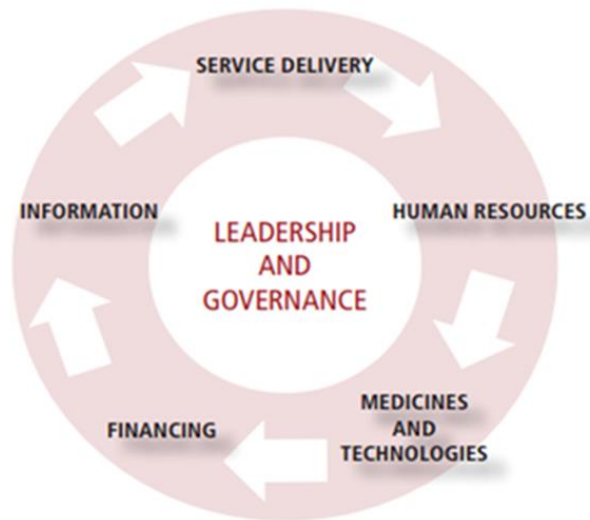 SERVICE DELIVERY
INFORMATION
HUMAN RESOURCES
LEADERSHIP
AND
GOVERNANCE
FINANCING
MEDICINES
AND
TECHNOLOGIES